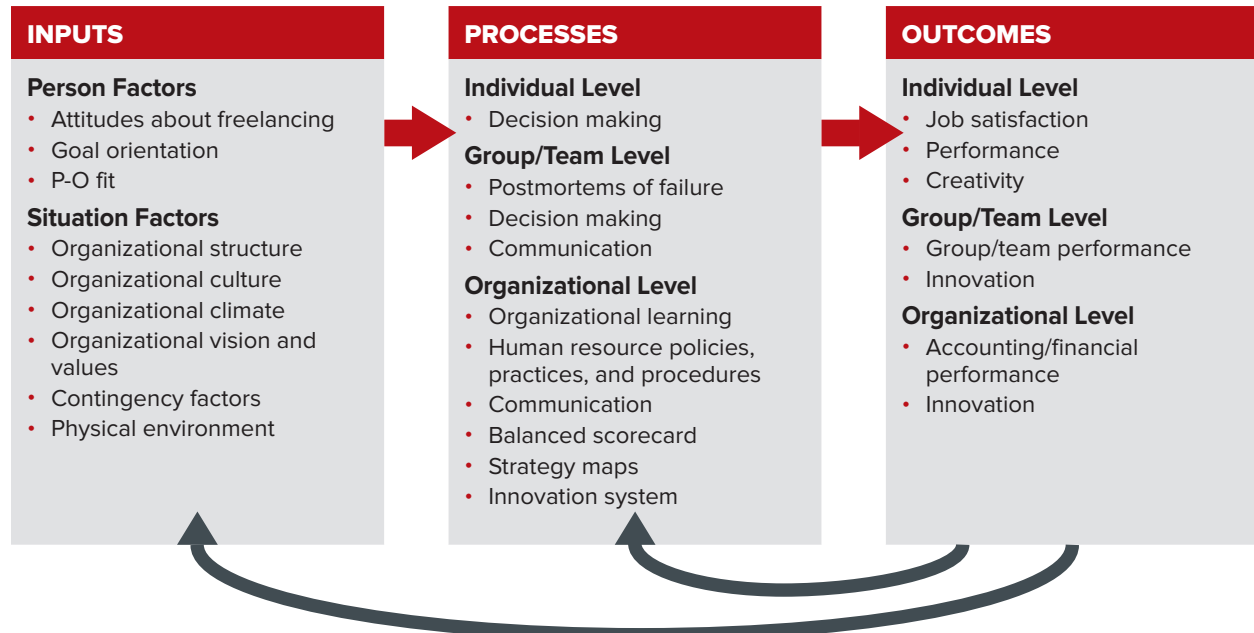 INPUTS
Person Factors
• Attitudes about freelancing
• Goal orientation
• P-O fit
Situation Factors
• Organizational structure
• Organizational culture
• Organizational climate
• Organizational vision and
values
• Contingency factors
• Physical environment
PROCESSES
Individual Level
• Decision making
Group/Team Level
• Postmortems of failure
• Decision making
• Communication
Organizational Level
• Organizational learning
• Human resource policies,
practices, and procedures
• Communication
• Balanced scorecard
• Strategy maps
• Innovation system
OUTCOMES
Individual Level
• Job satisfaction
• Performance
• Creativity
Group/Team Level
• Group/team performance
• Innovation
Organizational Level
• Accounting/financial
performance
• Innovation